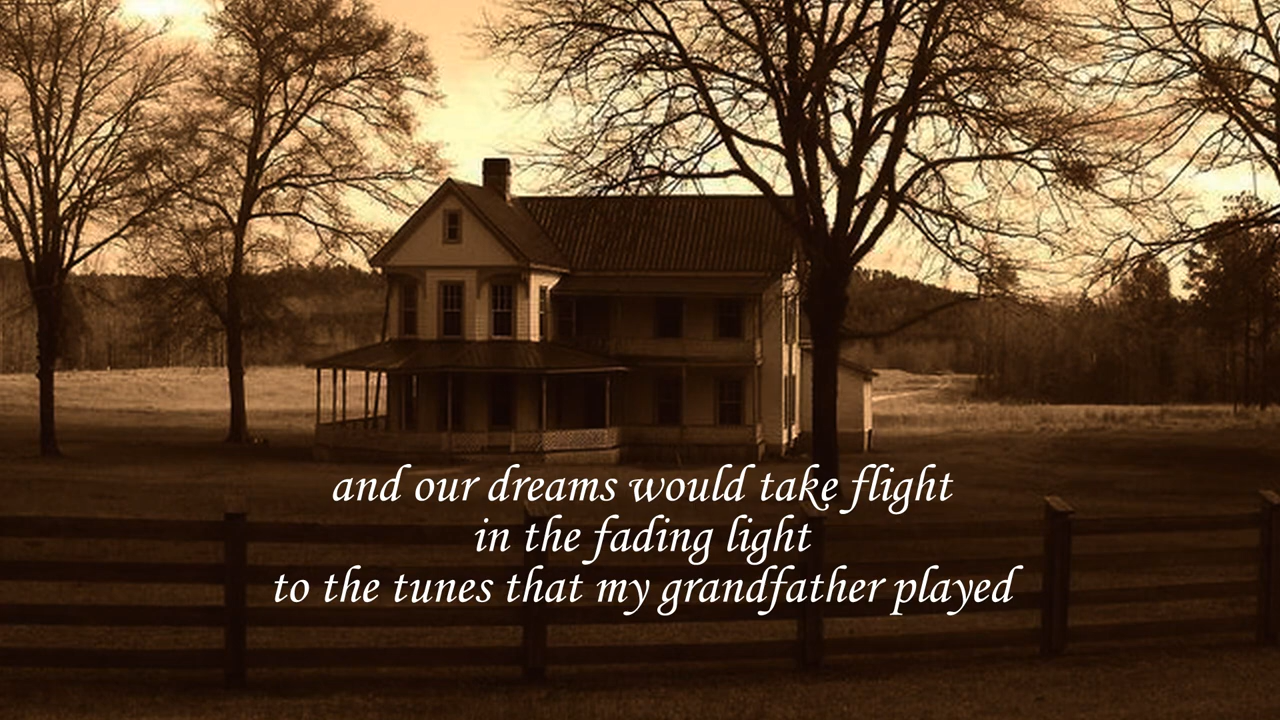 and our dreams would take flight
in the fading light
to the tunes that my grandfather played